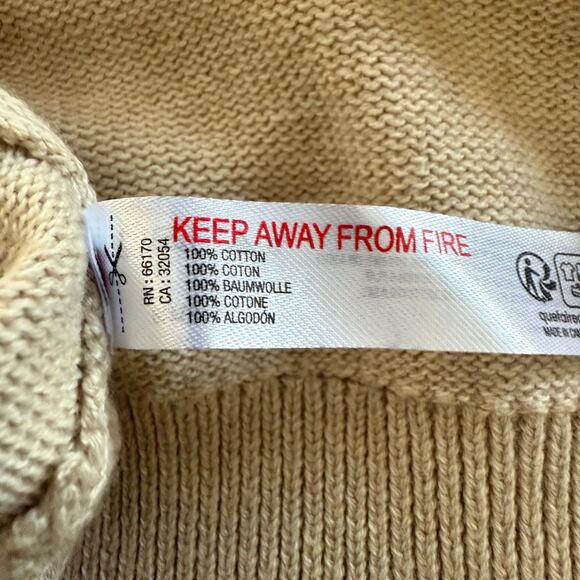 RN : 66170
CA : 32054
KEEP AWAY FROM FIRE
100% COTTON
100% COTON
100% BAUMWOLLE
100% COTONE
100% ALGODÓN
MADE IN